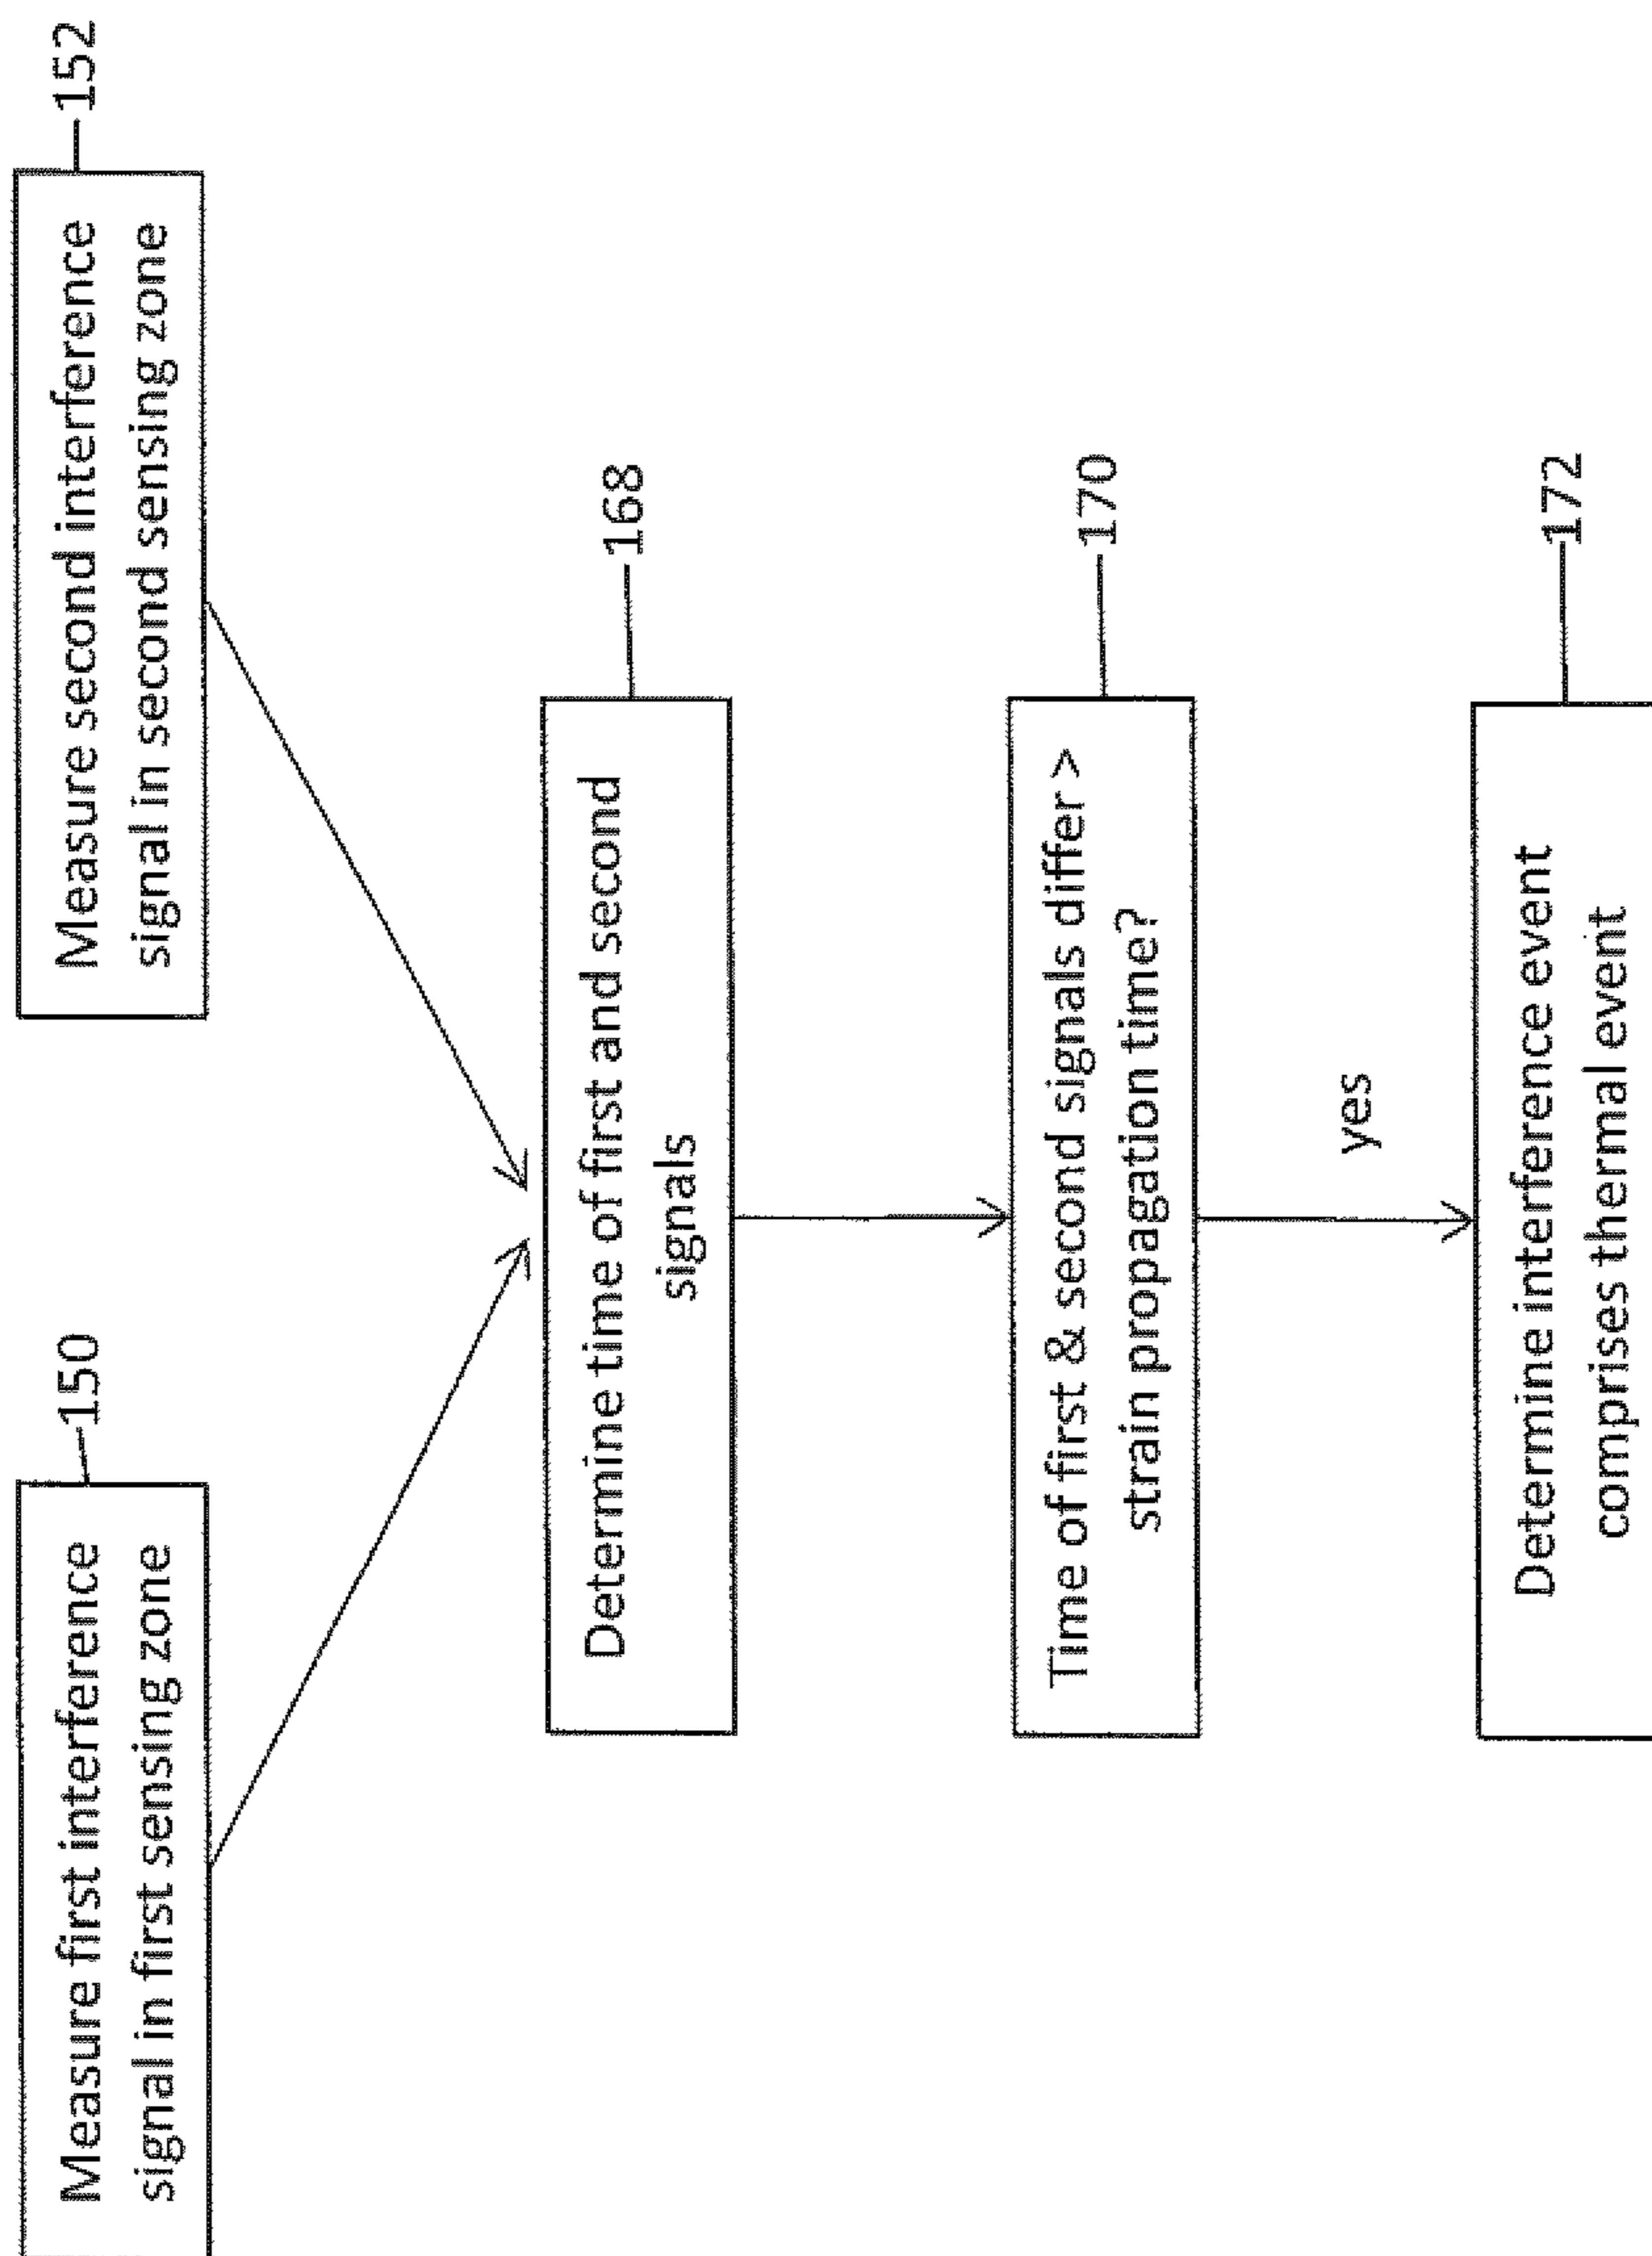 Measure first interference
signal in first sensing zone
150
Measure second interference
signal in second sensing zone
152
Determine time of first and second
signals
168
Time of first & second signals differ >
strain propagation time?
170
yes
Determine interference event
comprises thermal event
172